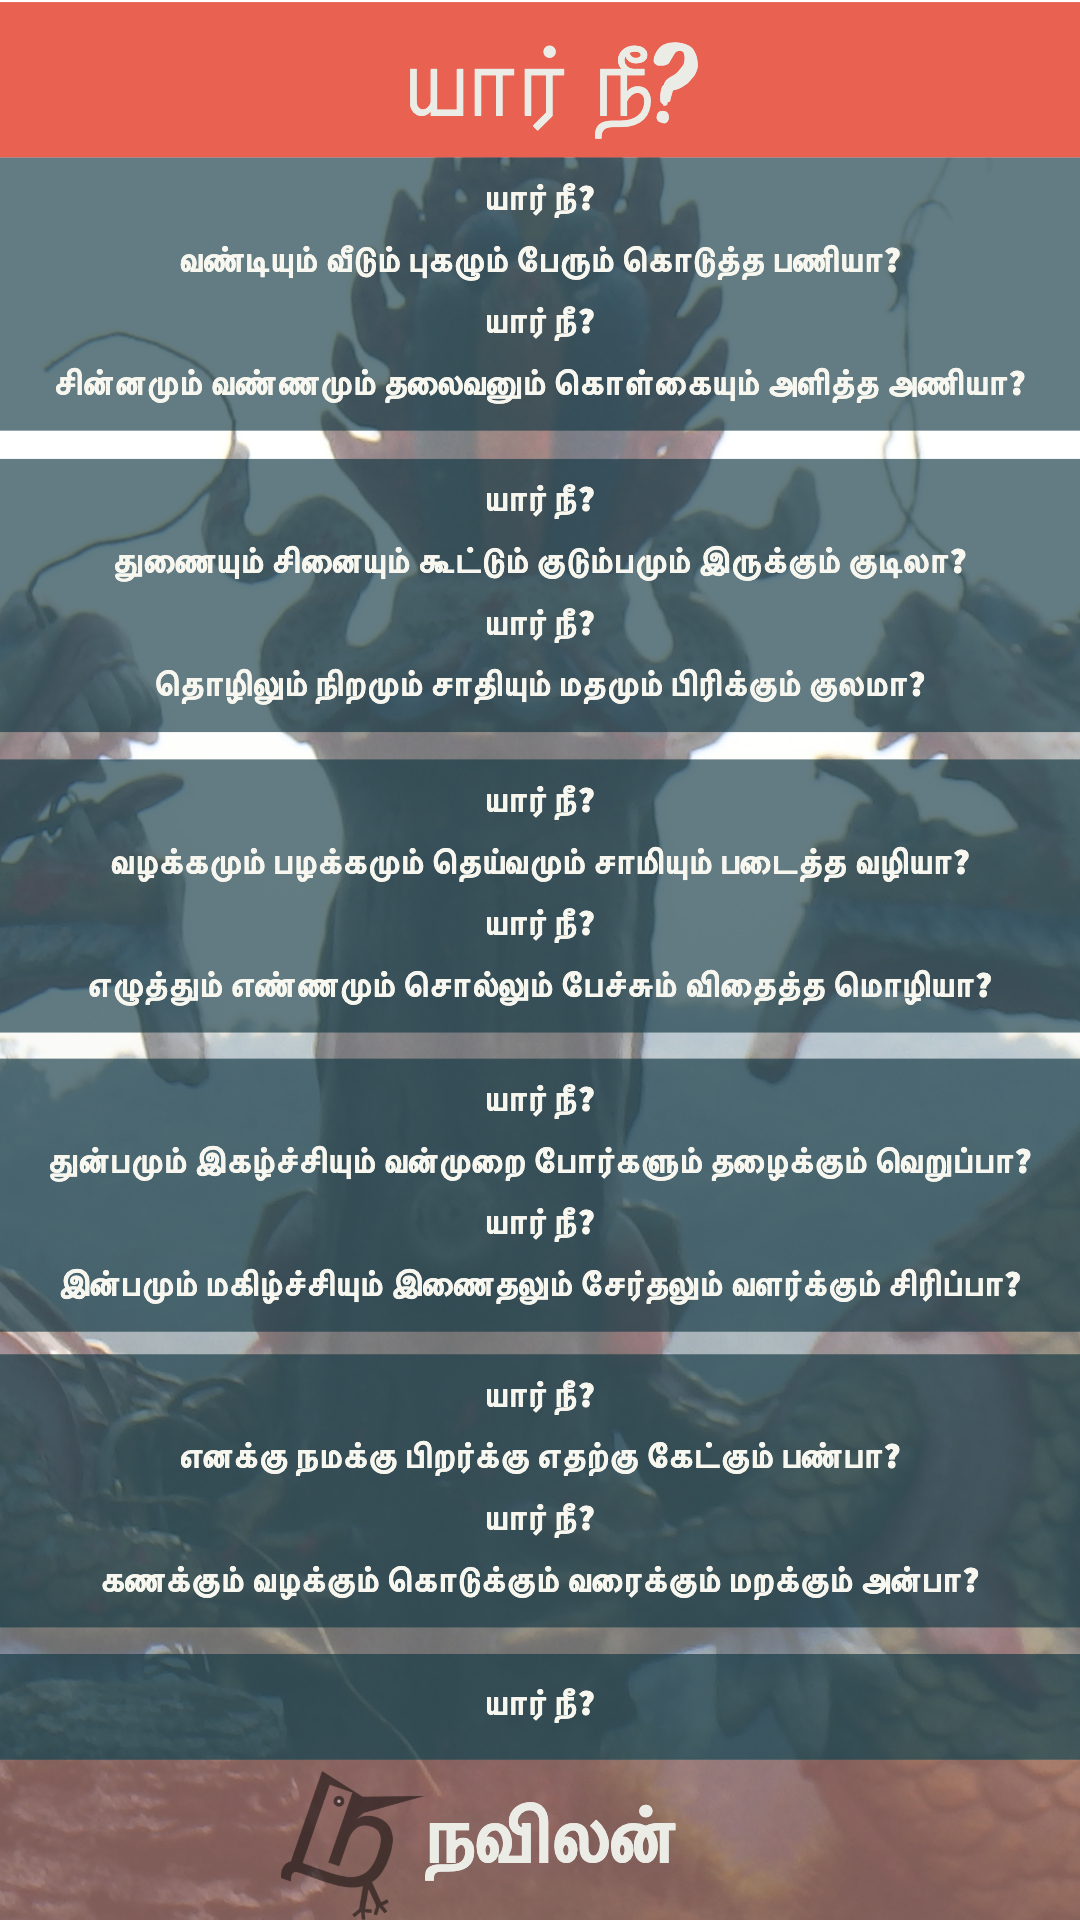 யார் நீ?
யார் நீ?
வண்டியும் வீடும் புகழும் பேரும் கொடுத்த பணியா?
யார் நீ?
சின்னமும் வண்ணமும் தலைவனும் கொள்கையும் அளித்த அணியா?
யார் நீ?
துணையும் சினையும் கூட்டும் குடும்பமும் இருக்கும் குடிலா?
யார் நீ?
தொழிலும் நிறமும் சாதியும் மதமும் பிரிக்கும் குலமா?
யார் நீ?
வழக்கமும் பழக்கமும் தெய்வமும் சாமியும் படைத்த வழியா?
யார் நீ?
எழுத்தும் எண்ணமும் சொல்லும் பேச்சும் விதைத்த மொழியா?
யார் நீ?
துன்பமும் இகழ்ச்சியும் வன்முறை போர்களும் தழைக்கும் வெறுப்பா?
யார் நீ?
இன்பமும் மகிழ்ச்சியும் இணைதலும் சேர்தலும் வளர்க்கும் சிரிப்பா?
யார் நீ?
எனக்கு நமக்கு பிறர்க்கு எதற்கு கேட்கும் பண்பா?
யார் நீ?
கணக்கும் வழக்கும் கொடுக்கும் வரைக்கும் மறக்கும் அன்பா?
யார் நீ?
நவிலன்